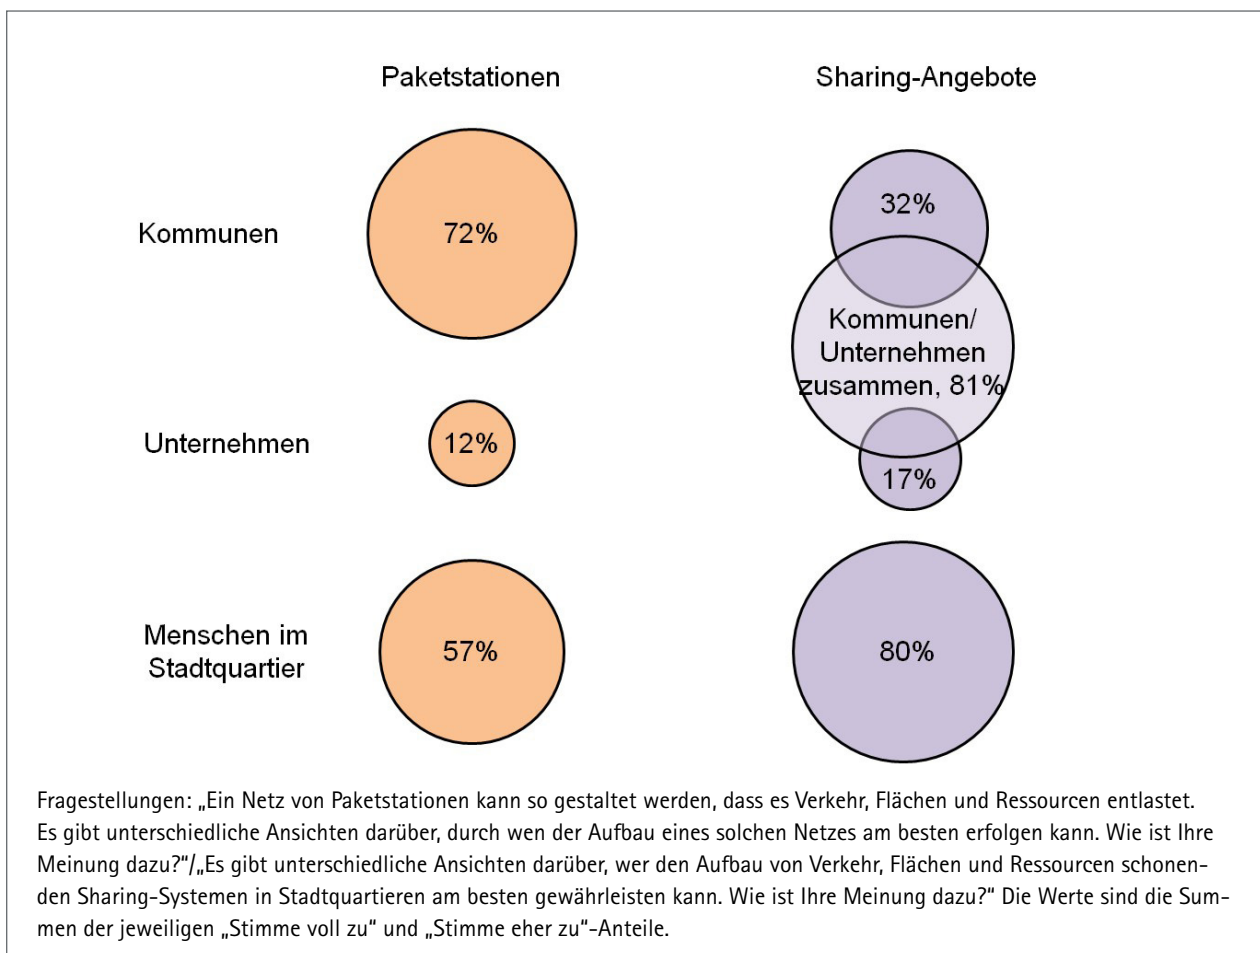 Paketstationen
Sharing-Angebote
Kommunen
72%
32%
Kommunen/
Unternehmen
zusammen, 81%
Unternehmen
12%
17%
Menschen im
Stadtquartier
57%
80%
Fragestellungen: „Ein Netz von Paketstationen kann so gestaltet werden, dass es Verkehr, Flächen und Ressourcen entlastet.
Es gibt unterschiedliche Ansichten darüber, durch wen der Aufbau eines solchen Netzes am besten erfolgen kann. Wie ist Ihre
Meinung dazu?“/„Es gibt unterschiedliche Ansichten darüber, wer den Aufbau von Verkehr, Flächen und Ressourcen schonen-
den Sharing-Systemen in Stadtquartieren am besten gewährleisten kann. Wie ist Ihre Meinung dazu?“ Die Werte sind die Sum-
men der jeweiligen „Stimme voll zu“ und „Stimme eher zu“-Anteile.